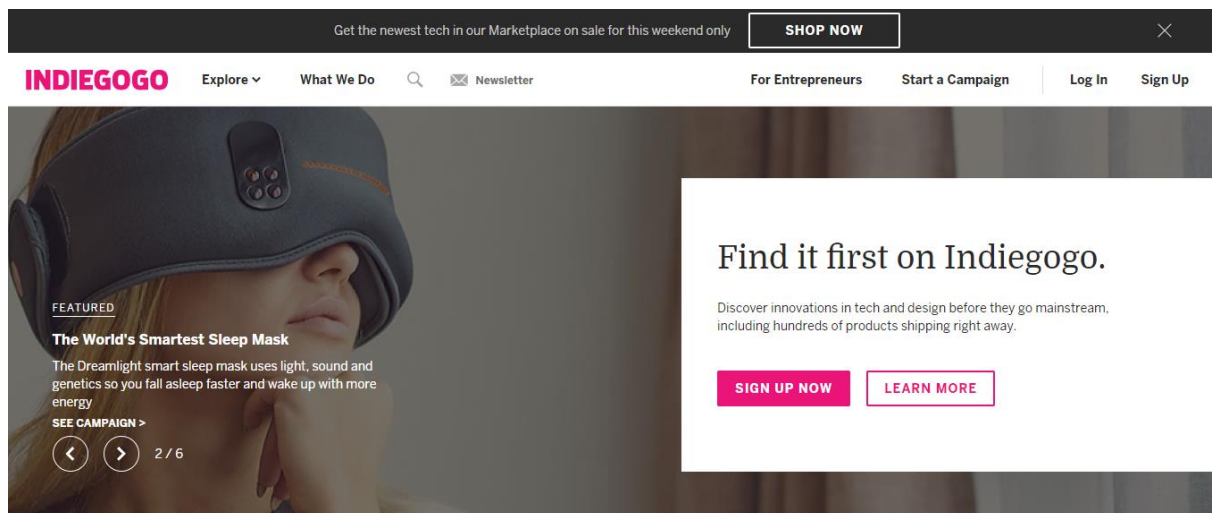 Get the newest tech in our Marketplace on sale for this weekend only SHOP NOW
INDIEGOGO Explore What We Do Newsletter For Entrepreneurs Start a Campaign Log In Sign Up
FEATURED
The World's Smartest Sleep Mask
The Dreamlight smart sleep mask uses light, sound and
genetics so you fall asleep faster and wake up with more
energy
SEE CAMPAIGN >
2/6
Find it first on Indiegogo.
Discover innovations in tech and design before they go mainstream,
including hundreds of products shipping right away.
SIGN UP NOW LEARN MORE